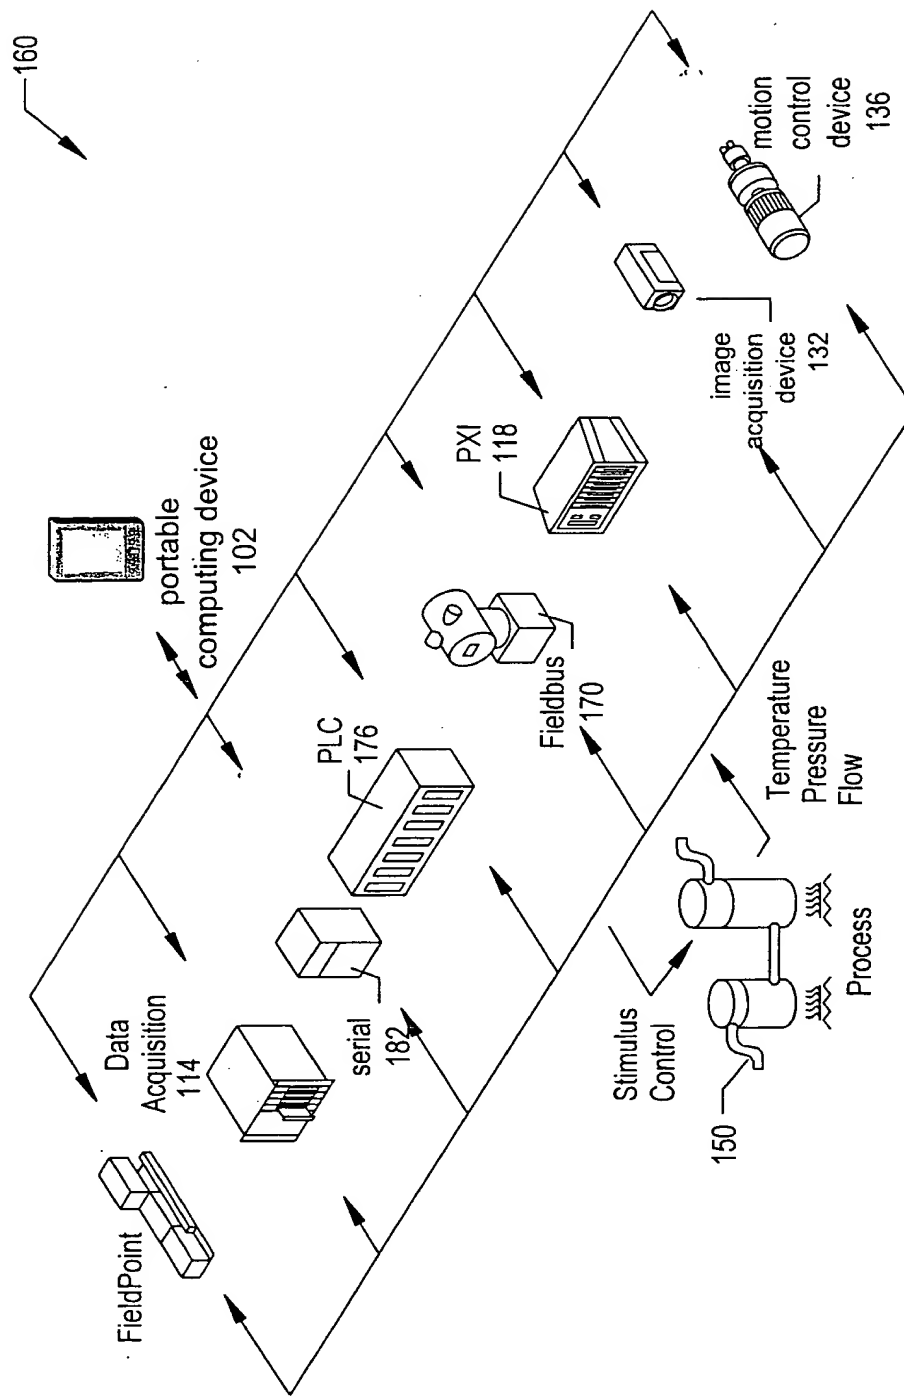 160
portable
computing device
102
FieldPoint
Data
Acquisition
114
serial
182
PLC
176
Fieldbus
170
PXI
118
image
acquisition
device
132
motion
control
device
136
Stimulus
Control
150
Process
Temperature
Pressure
Flow